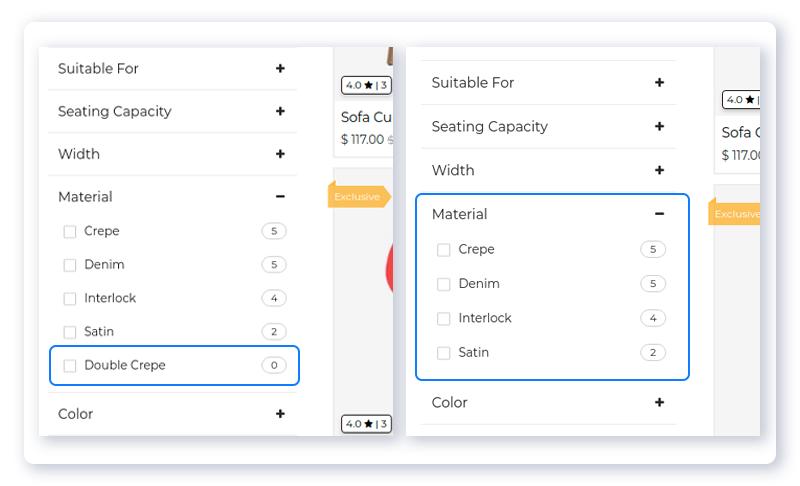 Suitable For +
4.0 ★ | 3
Seating Capacity +
Sofa Cu
$ 117.00
Width +
Material −
Exclusive
Crepe 5
Denim 5
Interlock 4
Satin 2
Double Crepe 0
Color +
4.0 ★ | 3
Suitable For +
4.0 ★ |
Seating Capacity +
Sofa
$ 117.00
Width +
Material −
Exclusive
Crepe 5
Denim 5
Interlock 4
Satin 2
Color +